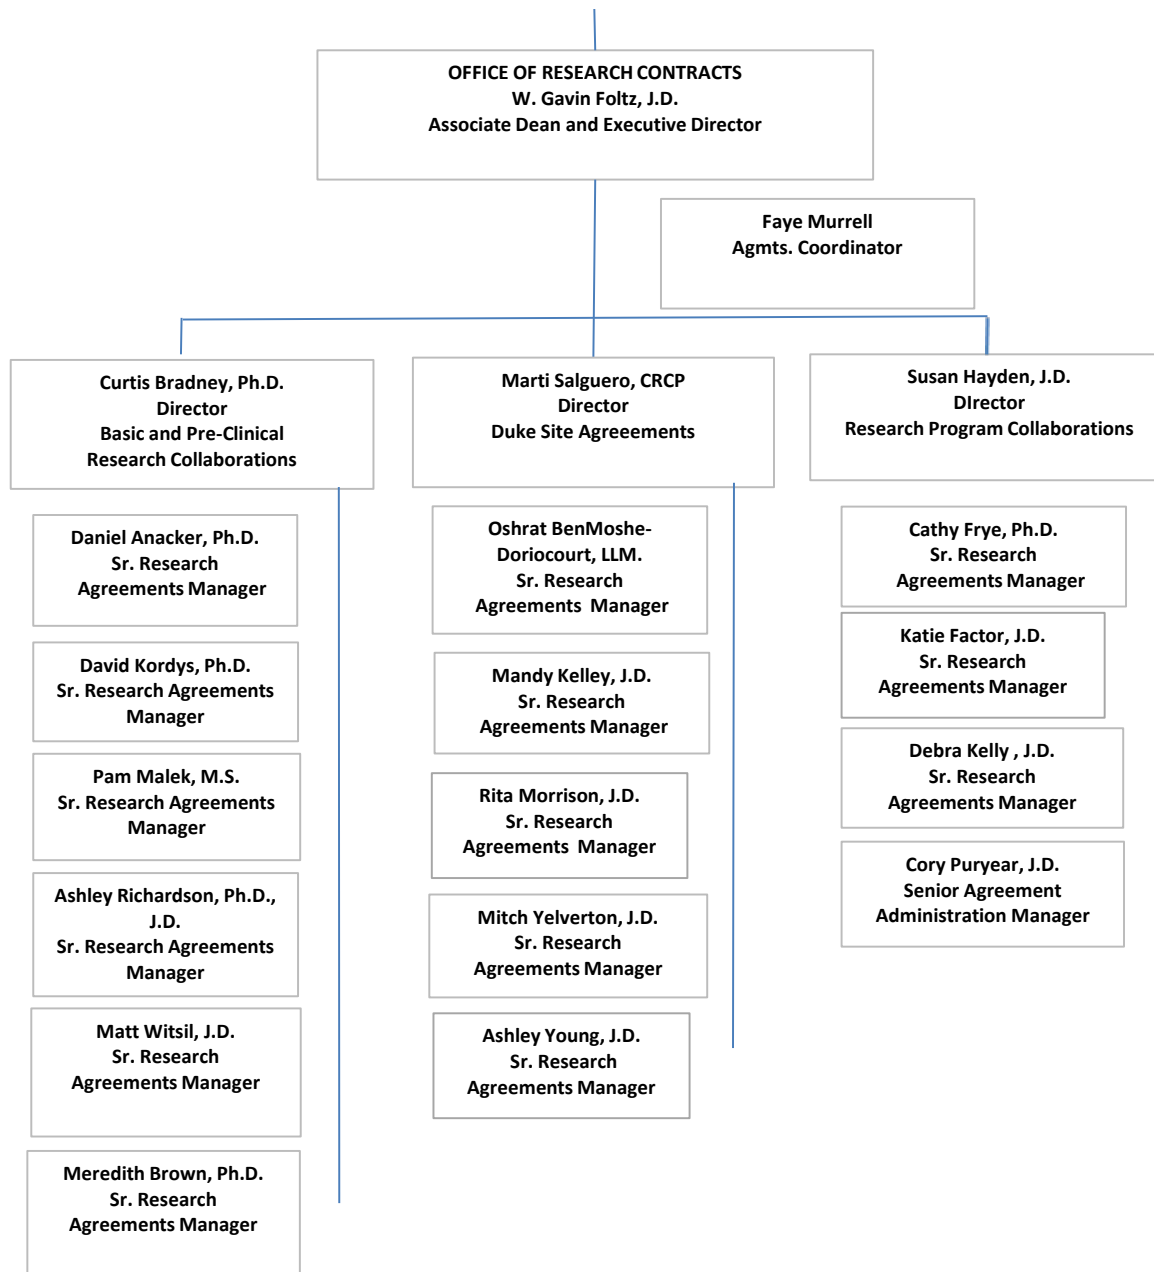 OFFICE OF RESEARCH CONTRACTS
W. Gavin Foltz, J.D.
Associate Dean and Executive Director
Faye Murrell
Agmts. Coordinator
Curtis Bradney, Ph.D.
Director
Basic and Pre-Clinical
Research Collaborations
Daniel Anacker, Ph.D.
Sr. Research
Agreements Manager
David Kordys, Ph.D.
Sr. Research Agreements
Manager
Pam Malek, M.S.
Sr. Research Agreements
Manager
Ashley Richardson, Ph.D.,
J.D.
Sr. Research Agreements
Manager
Matt Witsil, J.D.
Sr. Research
Agreements Manager
Meredith Brown, Ph.D.
Sr. Research
Agreements Manager
Marti Salguero, CRCP
Director
Duke Site Agreeements
Oshrat BenMoshe-
Doriocourt, LLM.
Sr. Research
Agreements Manager
Mandy Kelley, J.D.
Sr. Research
Agreements Manager
Rita Morrison, J.D.
Sr. Research
Agreements Manager
Mitch Yelverton, J.D.
Sr. Research
Agreements Manager
Ashley Young, J.D.
Sr. Research
Agreements Manager
Susan Hayden, J.D.
DIrector
Research Program Collaborations
Cathy Frye, Ph.D.
Sr. Research
Agreements Manager
Katie Factor, J.D.
Sr. Research
Agreements Manager
Debra Kelly , J.D.
Sr. Research
Agreements Manager
Cory Puryear, J.D.
Senior Agreement
Administration Manager